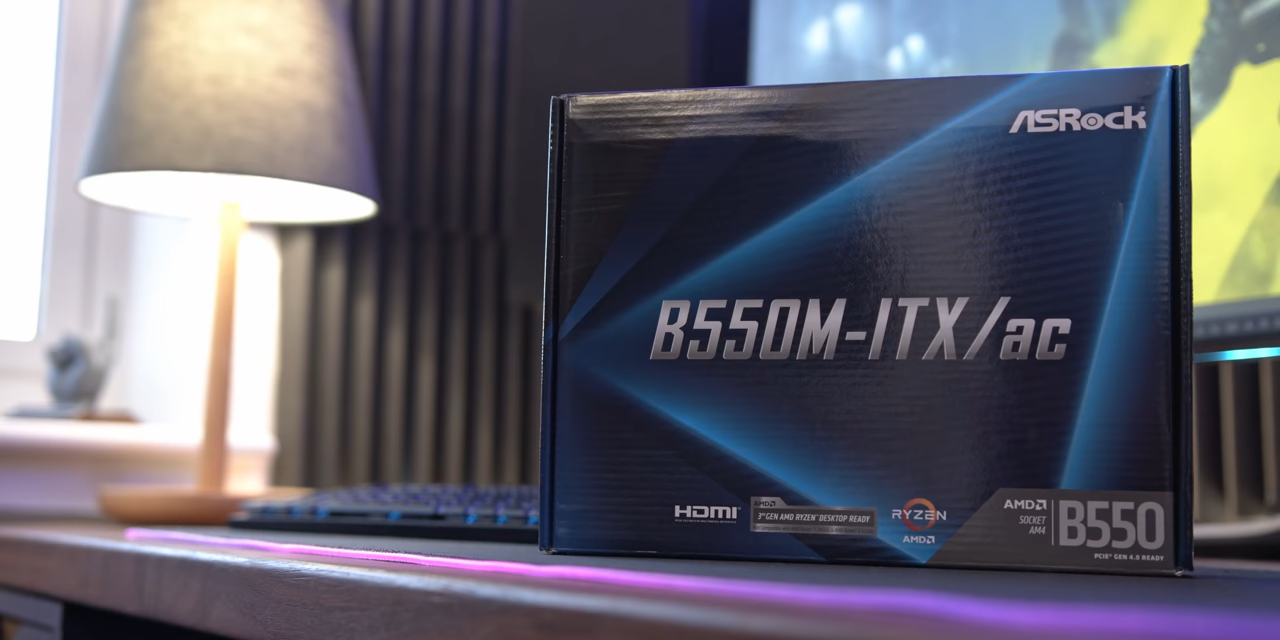 ASRock
B550M-ITX/ac
HDMI
AMD
3rd GEN AMD RYZEN™ DESKTOP READY
RYZEN
AMD
AMD
SOCKET
AM4
B550
PCIE® GEN 4.0 READY